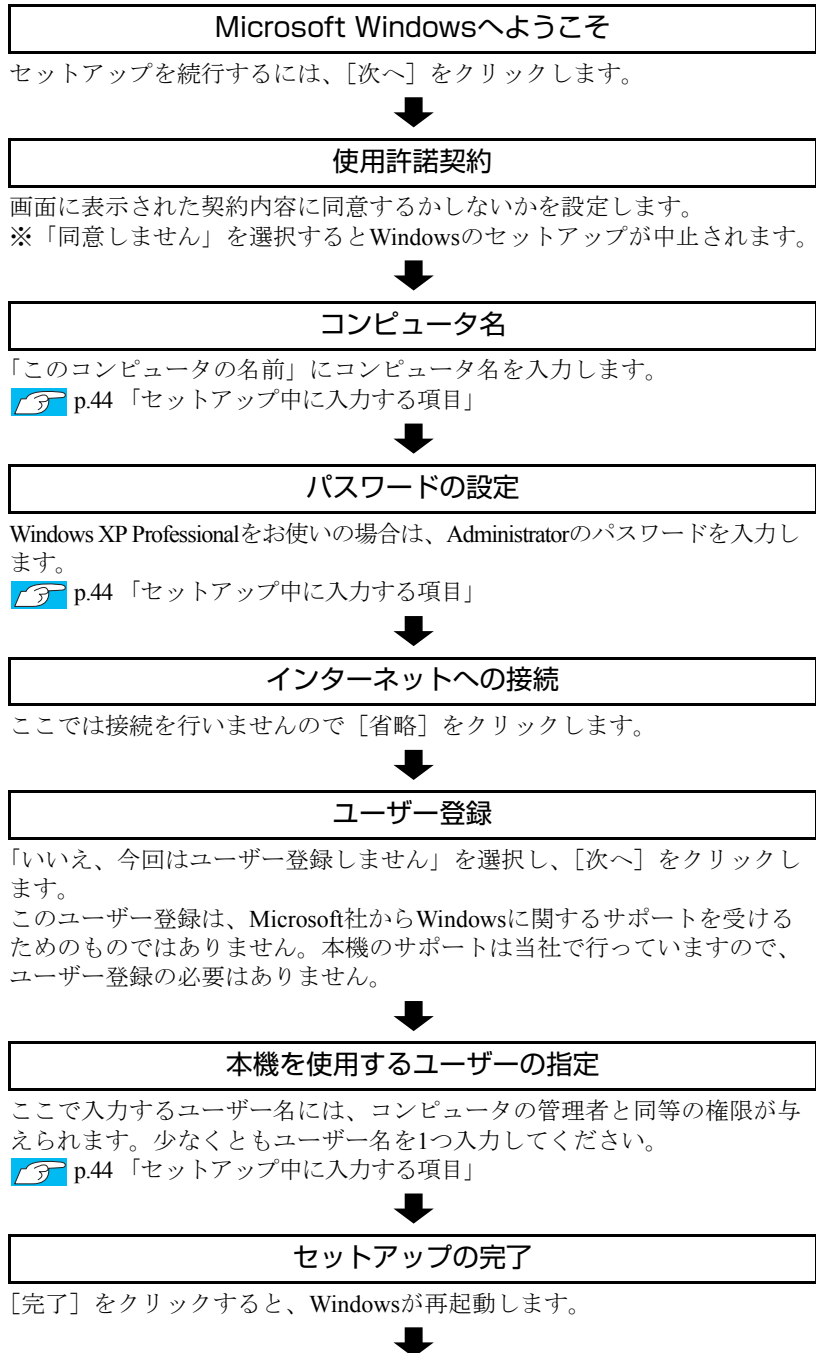 Microsoft Windowsへようこそ
セットアップを続行するには、［次へ］をクリックします。
使用許諾契約
画面に表示された契約内容に同意するかしないかを設定します。
※「同意しません」を選択するとWindowsのセットアップが中止されます。
コンピュータ名
「このコンピュータの名前」にコンピュータ名を入力します。
p.44 「セットアップ中に入力する項目」
パスワードの設定
Windows XP Professionalをお使いの場合は、Administratorのパスワードを入力し
ます。
p.44 「セットアップ中に入力する項目」
インターネットへの接続
ここでは接続を行いませんので［省略］をクリックします。
ユーザー登録
「いいえ、今回はユーザー登録しません」を選択し、［次へ］をクリックし
ます。
このユーザー登録は、Microsoft社からWindowsに関するサポートを受ける
ためのものではありません。本機のサポートは当社で行っていますので、
ユーザー登録の必要はありません。
本機を使用するユーザーの指定
ここで入力するユーザー名には、コンピュータの管理者と同等の権限が与
えられます。少なくともユーザー名を1つ入力してください。
p.44 「セットアップ中に入力する項目」
セットアップの完了
［完了］をクリックすると、Windowsが再起動します。